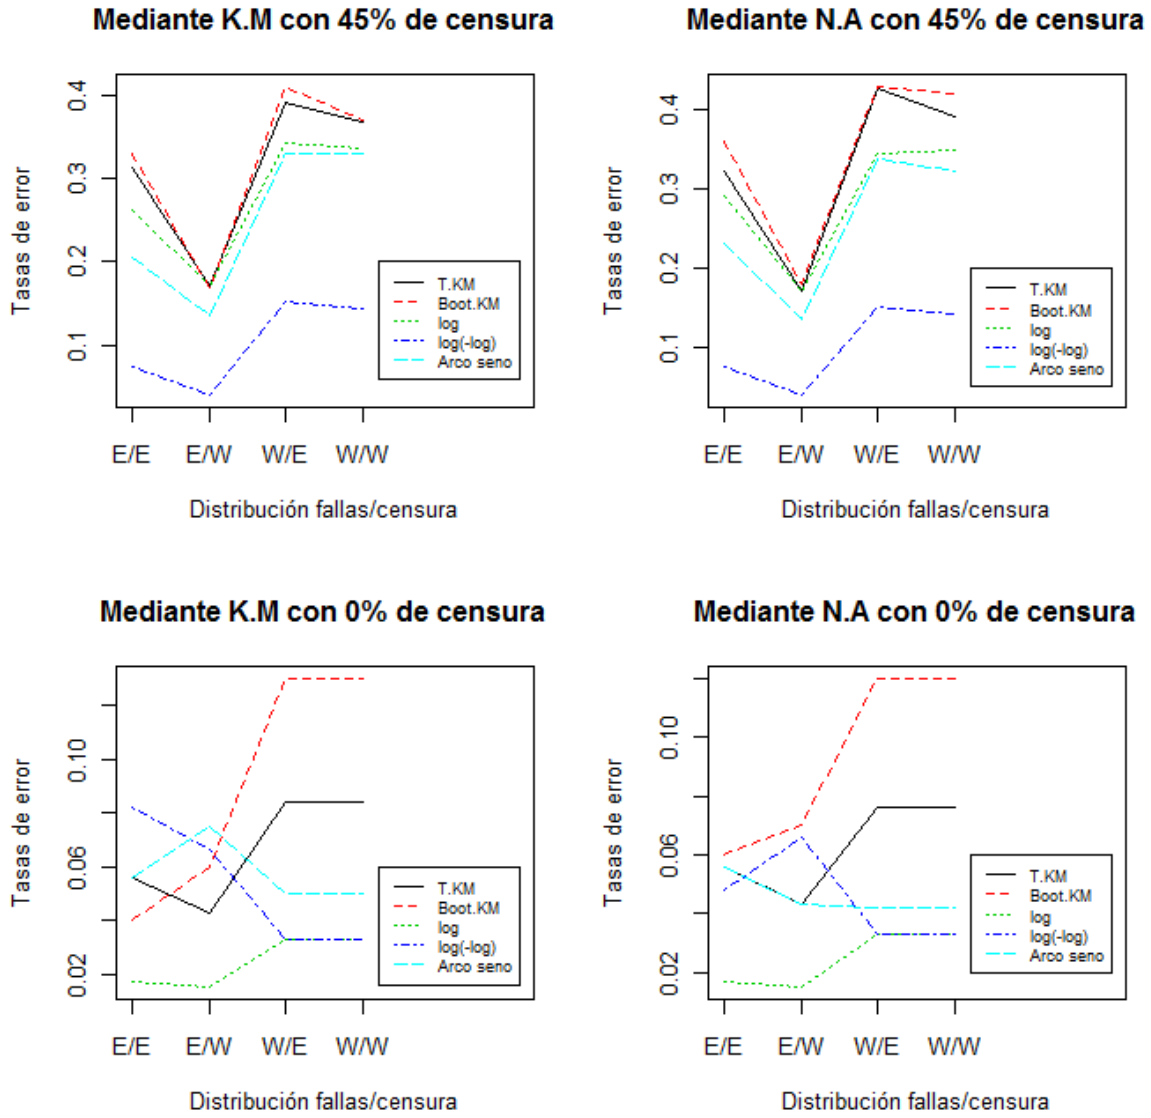 Mediante K.M con 45% de censura
Tasas de error
0.4
0.3
0.2
0.1
T.KM
Boot.KM
log
log(-log)
Arco seno
E/E E/W W/E W/W
Distribución fallas/censura
Mediante N.A con 45% de censura
Tasas de error
0.4
0.3
0.2
0.1
T.KM
Boot.KM
log
log(-log)
Arco seno
E/E E/W W/E W/W
Distribución fallas/censura
Mediante K.M con 0% de censura
Tasas de error
0.10
0.06
0.02
T.KM
Boot.KM
log
log(-log)
Arco seno
E/E E/W W/E W/W
Distribución fallas/censura
Mediante N.A con 0% de censura
Tasas de error
0.10
0.06
0.02
T.KM
Boot.KM
log
log(-log)
Arco seno
E/E E/W W/E W/W
Distribución fallas/censura